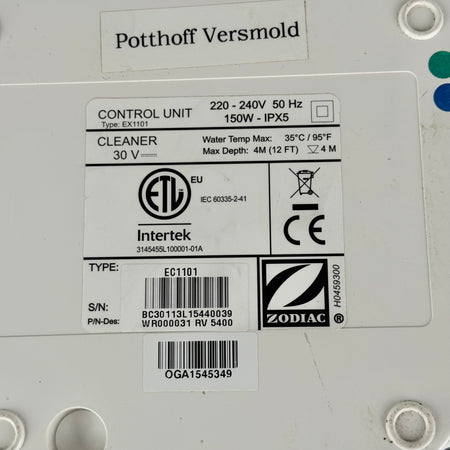 Potthoff Versmold
CONTROL UNIT 220 - 240V 50 Hz
Type: EX1101 150W - IPX5
CLEANER Water Temp Max: 35°C / 95°F
30 V Max Depth: 4M (12 FT) 4 M
ETL EU
IEC 60335-2-41
Intertek
3145455L100001-01A
CE
TYPE: EC1101
S/N: BC30113L15440039
P/N-Des: WR000031 RV 5400
ZODIAC ®
H0459300
OGA1545349